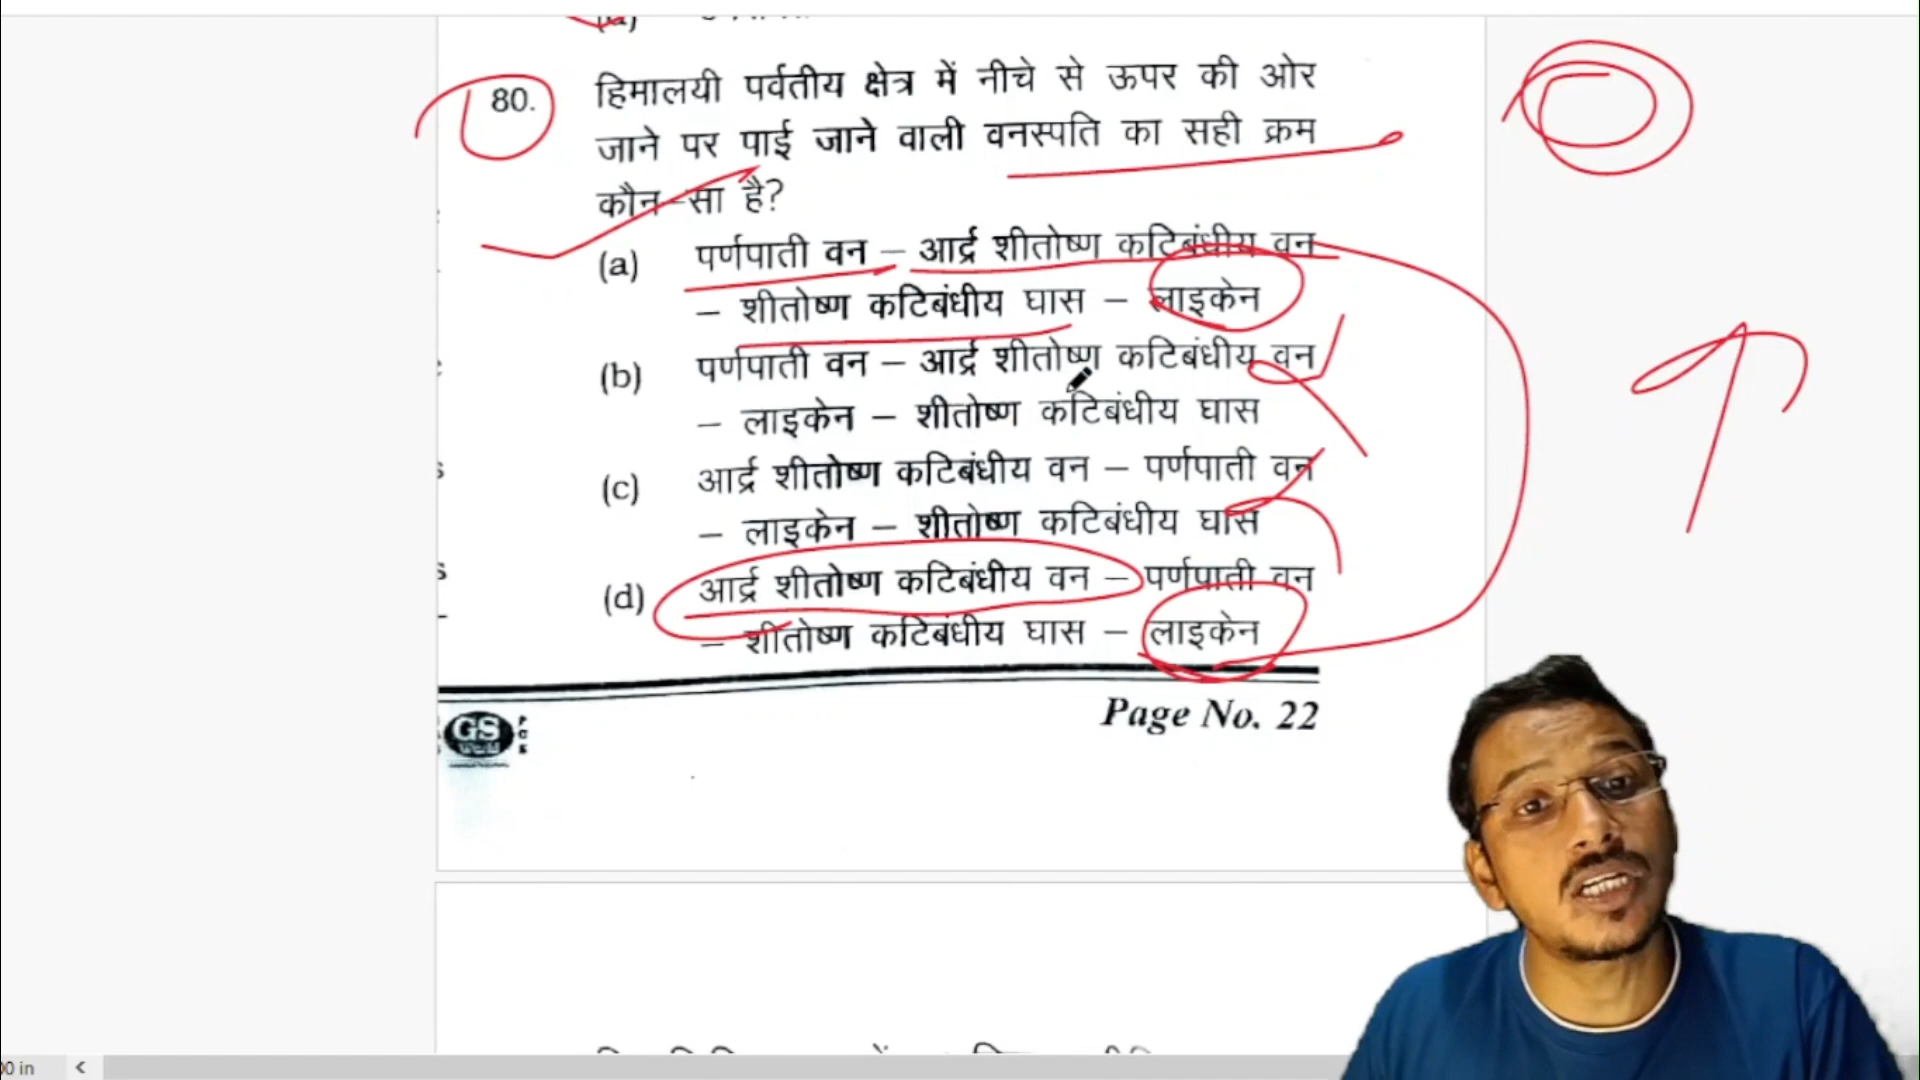 80. हिमालयी पर्वतीय क्षेत्र में नीचे से ऊपर की ओर
जाने पर पाई जाने वाली वनस्पति का सही क्रम
कौन-सा है?
(a) पर्णपाती वन – आर्द्र शीतोष्ण कटिबंधीय वन
– शीतोष्ण कटिबंधीय घास – लाइकेन
(b) पर्णपाती वन – आर्द्र शीतोष्ण कटिबंधीय वन
– लाइकेन – शीतोष्ण कटिबंधीय घास
(c) आर्द्र शीतोष्ण कटिबंधीय वन – पर्णपाती वन
– लाइकेन – शीतोष्ण कटिबंधीय घास
(d) आर्द्र शीतोष्ण कटिबंधीय वन – पर्णपाती वन
– शीतोष्ण कटिबंधीय घास – लाइकेन
Page No. 22
GS
World